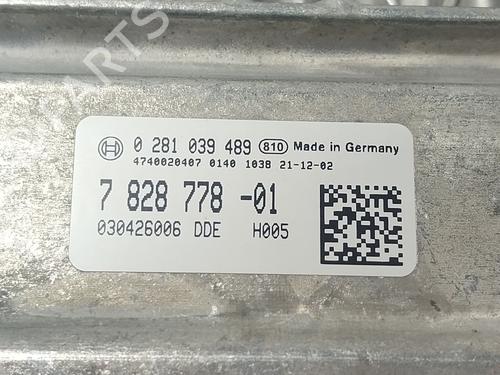 PARTS
0 281 039 489 810 Made in Germany
4740020407 0140 1038 21-12-02
7 828 778 -01
030426006 DDE H005